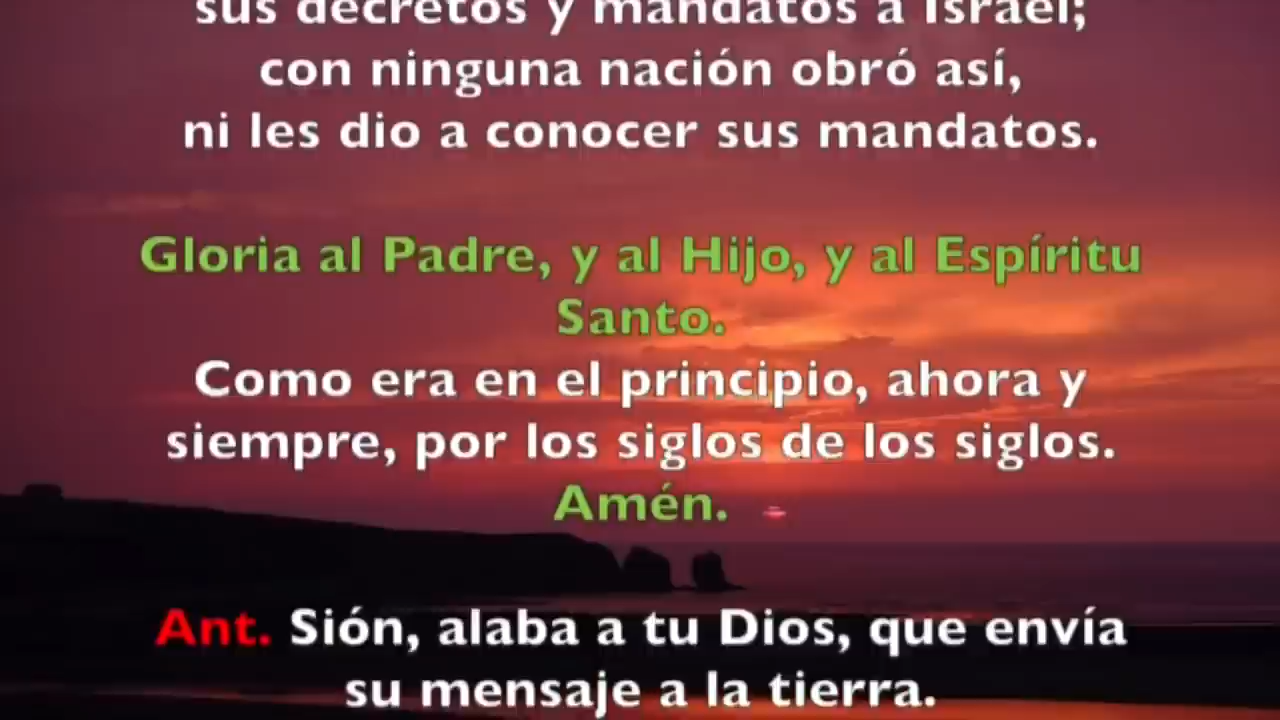 sus decretos y mandatos a Israel;
con ninguna nación obró así,
ni les dio a conocer sus mandatos.
Gloria al Padre, y al Hijo, y al Espíritu
Santo.
Como era en el principio, ahora y
siempre, por los siglos de los siglos.
Amén.
Ant. Sión, alaba a tu Dios, que envía
su mensaje a la tierra.